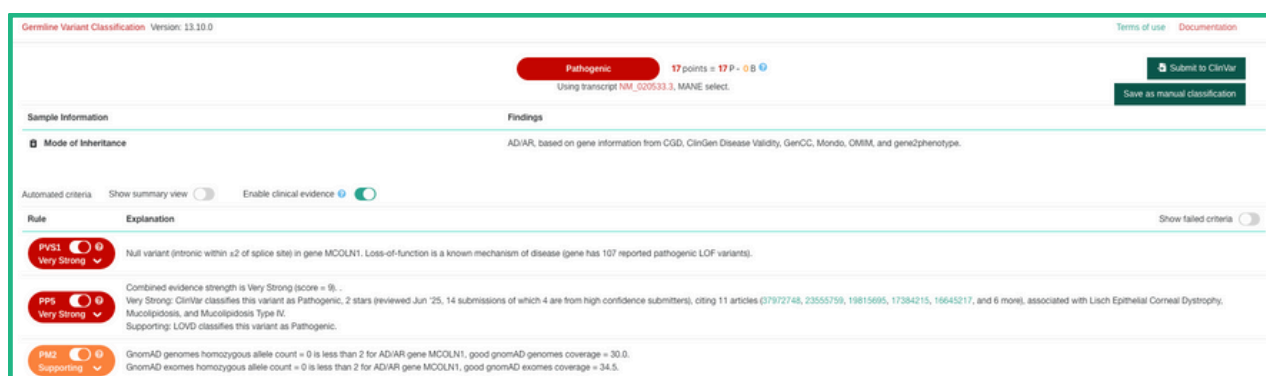 Germline Variant Classification Version: 13.10.0
Terms of use Documentation
Pathogenic 17 points = 17 P - 0 B
Submit to ClinVar
Using transcript NM_020533.3, MANE select.
Save as manual classification
Sample Information Findings
Mode of Inheritance AD/AR, based on gene information from CGD, ClinGen Disease Validity, GenCC, Mondo, OMIM, and gene2phenotype.
Automated criteria Show summary view Enable clinical evidence
Rule Explanation Show failed criteria
PVS1
Very Strong
Null variant (intronic within ±2 of splice site) in gene MCOLN1. Loss-of-function is a known mechanism of disease (gene has 107 reported pathogenic LOF variants).
PP5
Very Strong
Combined evidence strength is Very Strong (score = 9). .
Very Strong: ClinVar classifies this variant as Pathogenic, 2 stars (reviewed Jun '25, 14 submissions of which 4 are from high confidence submitters), citing 11 articles (37972748, 23555759, 19815695, 17384215, 16645217, and 6 more), associated with Lisch Epithelial Corneal Dystrophy,
Mucolipidosis, and Mucolipidosis Type IV.
Supporting: LOVD classifies this variant as Pathogenic.
PM2
Supporting
GnomAD genomes homozygous allele count = 0 is less than 2 for AD/AR gene MCOLN1, good gnomAD genomes coverage = 30.0.
GnomAD exomes homozygous allele count = 0 is less than 2 for AD/AR gene MCOLN1, good gnomAD exomes coverage = 34.5.